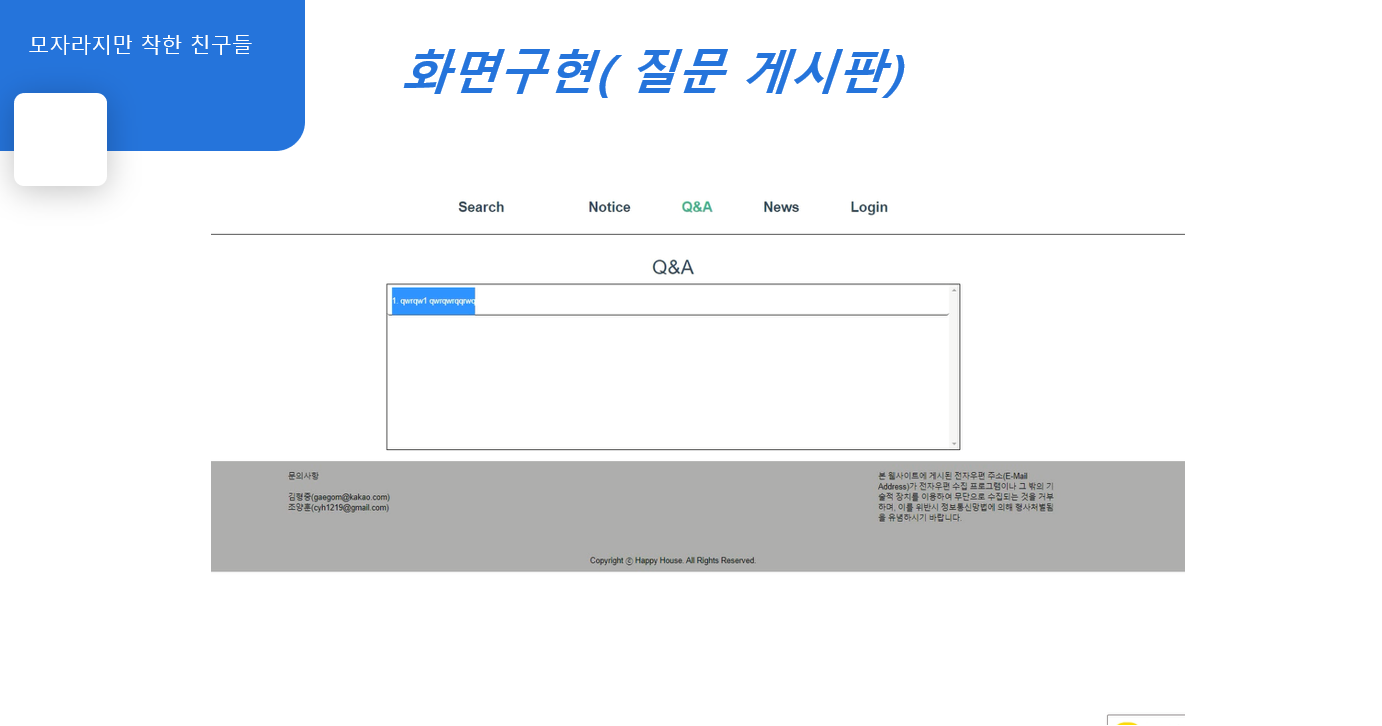 모자라지만 착한 친구들
화면구현( 질문 게시판)
Search Notice Q&A News Login
Q&A
1. qwrqw1 qwrqwrqqrwq
문의사항
김형중(gaegom@kakao.com)
조양훈(cyh1219@gmail.com)
본 웹사이트에 게시된 전자우편 주소(E-Mail
Address)가 전자우편 수집 프로그램이나 그 밖의 기
술적 장치를 이용하여 무단으로 수집되는 것을 거부
하며, 이를 위반시 정보통신망법에 의해 형사처벌됨
을 유념하시기 바랍니다.
Copyright ⓒ Happy House. All Rights Reserved.